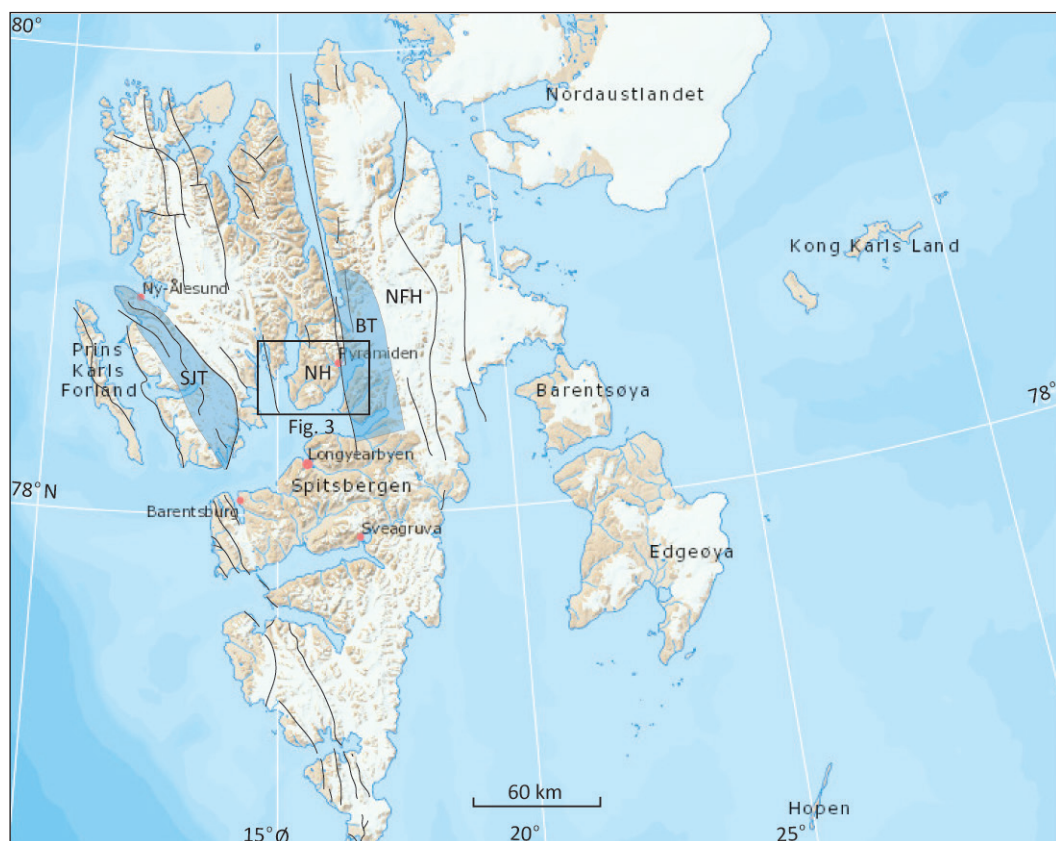 80°
Nordaustlandet
Kong Karls Land
Ny-Ålesund
NFH
BT
Prins
Karls
Forland
SJT
NH
Pyramiden
Barentsøya
78°
Fig. 3
Longyearbyen
78° N
Spitsbergen
Barentsburg
Sveagruva
Edgeøya
60 km
Hopen
15° Ø
20°
25°